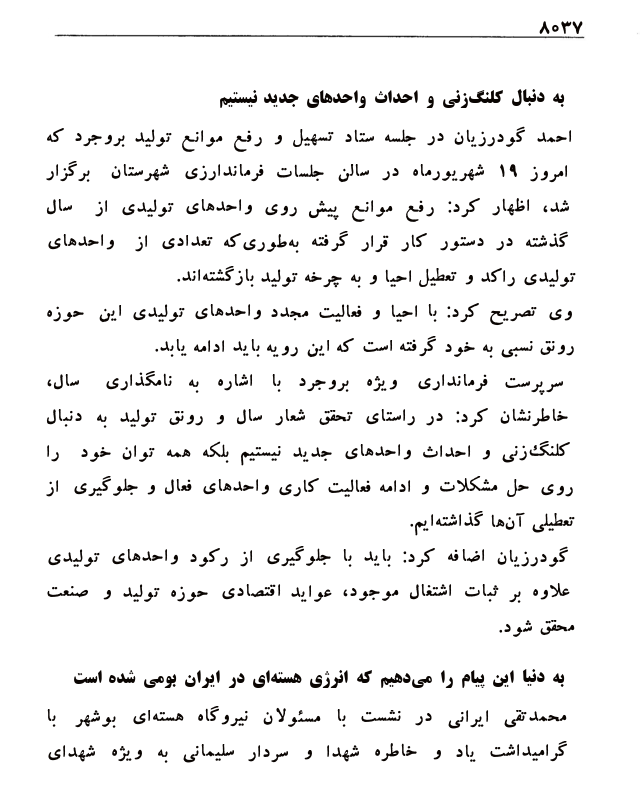 ۸۰۳۷
به دنبال کلنگ‌زنی و احداث واحدهای جدید نیستیم
احمد گودرزیان در جلسه ستاد تسهیل و رفع موانع تولید بروجرد که
امروز ۱۹ شهریورماه در سالن جلسات فرماندارزی شهرستان برگزار
شد، اظهار کرد: رفع موانع پیش روی واحدهای تولیدی از سال
گذشته در دستور کار قرار گرفته به‌طوری‌که تعدادی از واحدهای
تولیدی راکد و تعطیل احیا و به چرخه تولید بازگشته‌اند.
وی تصریح کرد: با احیا و فعالیت مجدد واحدهای تولیدی این حوزه
رونق نسبی به خود گرفته است که این رویه باید ادامه یابد.
سرپرست فرمانداری ویژه بروجرد با اشاره به نامگذاری سال،
خاطرنشان کرد: در راستای تحقق شعار سال و رونق تولید به دنبال
کلنگ‌زنی و احداث واحدهای جدید نیستیم بلکه همه توان خود را
روی حل مشکلات و ادامه فعالیت کاری واحدهای فعال و جلوگیری از
تعطیلی آن‌ها گذاشته‌ایم.
گودرزیان اضافه کرد: باید با جلوگیری از رکود واحدهای تولیدی
علاوه بر ثبات اشتغال موجود، عواید اقتصادی حوزه تولید و صنعت
محقق شود.
به دنیا این پیام را می‌دهیم که انرژی هسته‌ای در ایران بومی شده است
محمدتقی ایرانی در نشست با مسئولان نیروگاه هسته‌ای بوشهر با
گرامیداشت یاد و خاطره شهدا و سردار سلیمانی به ویژه شهدای